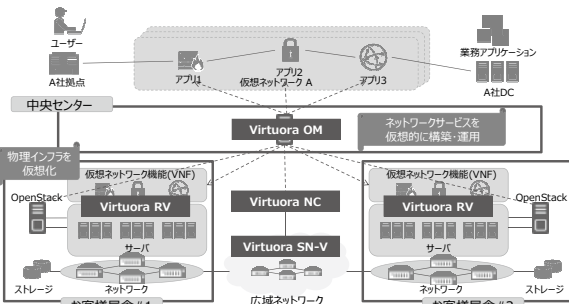 ユーザー
A社拠点
アプリ1
アプリ2
仮想ネットワーク A
アプリ3
業務アプリケーション
A社DC
中央センター
Virtuora OM
ネットワークサービスを
仮想的に構築・運用
物理インフラを
仮想化
仮想ネットワーク機能(VNF)
OpenStack
Virtuora RV
サーバ
ストレージ
ネットワーク
Virtuora NC
Virtuora SN-V
広域ネットワーク
仮想ネットワーク機能(VNF)
Virtuora RV
OpenStack
サーバ
ネットワーク
ストレージ